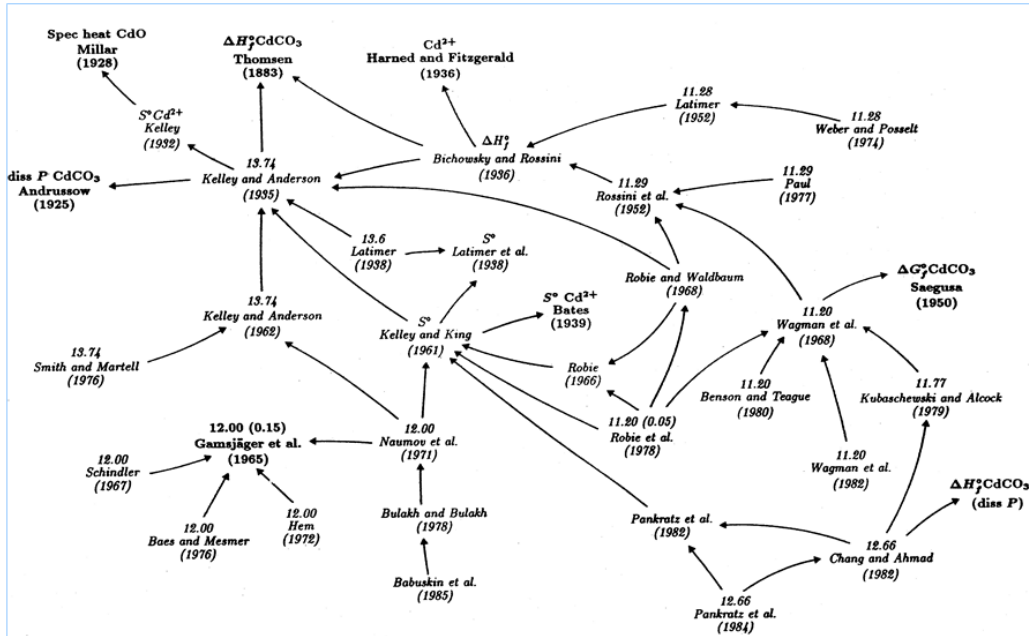 Spec heat CdO
Millar
(1928)
ΔH°fCdCO₃
Thomsen
(1883)
Cd²⁺
Harned and Fitzgerald
(1936)
11.28
Latimer
(1952)
11.28
Weber and Posselt
(1974)
S°Cd²⁺
Kelley
(1932)
ΔH°f
Bichowsky and Rossini
(1936)
diss P CdCO₃
Andrussow
(1925)
13.74
Kelley and Anderson
(1935)
11.29
Rossini et al.
(1952)
11.29
Paul
(1977)
13.6
Latimer
(1938)
S°
Latimer et al.
(1938)
Robie and Waldbaum
(1968)
ΔG°fCdCO₃
Saegusa
(1950)
13.74
Kelley and Anderson
(1962)
S°
Kelley and King
(1961)
S° Cd²⁺
Bates
(1939)
11.20
Wagman et al.
(1968)
13.74
Smith and Martell
(1976)
Robie
(1966)
11.20
Benson and Teague
(1980)
11.77
Kubaschewski and Alcock
(1979)
12.00 (0.15)
Gamsjäger et al.
(1965)
12.00
Naumov et al.
(1971)
11.20 (0.05)
Robie et al.
(1978)
11.20
Wagman et al.
(1982)
12.00
Schindler
(1967)
ΔH°fCdCO₃
(diss P)
12.00
Baes and Mesmer
(1976)
12.00
Hem
(1972)
Bulakh and Bulakh
(1978)
Pankratz et al.
(1982)
12.66
Chang and Ahmad
(1982)
Babuskin et al.
(1985)
12.66
Pankratz et al.
(1984)